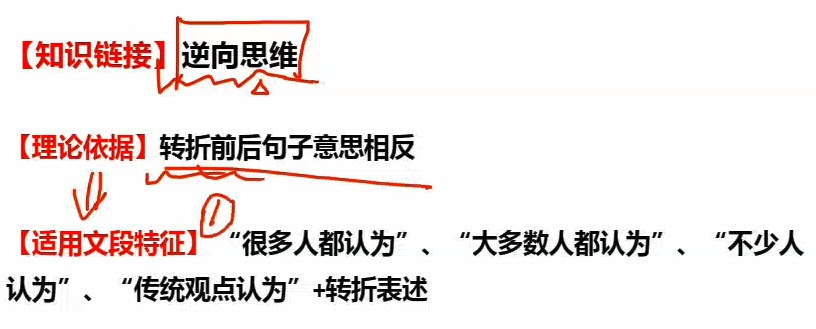 【知识链接】逆向思维
【理论依据】转折前后句子意思相反
①
【适用文段特征】“很多人都认为”、“大多数人都认为”、“不少人
认为”、“传统观点认为”+转折表述